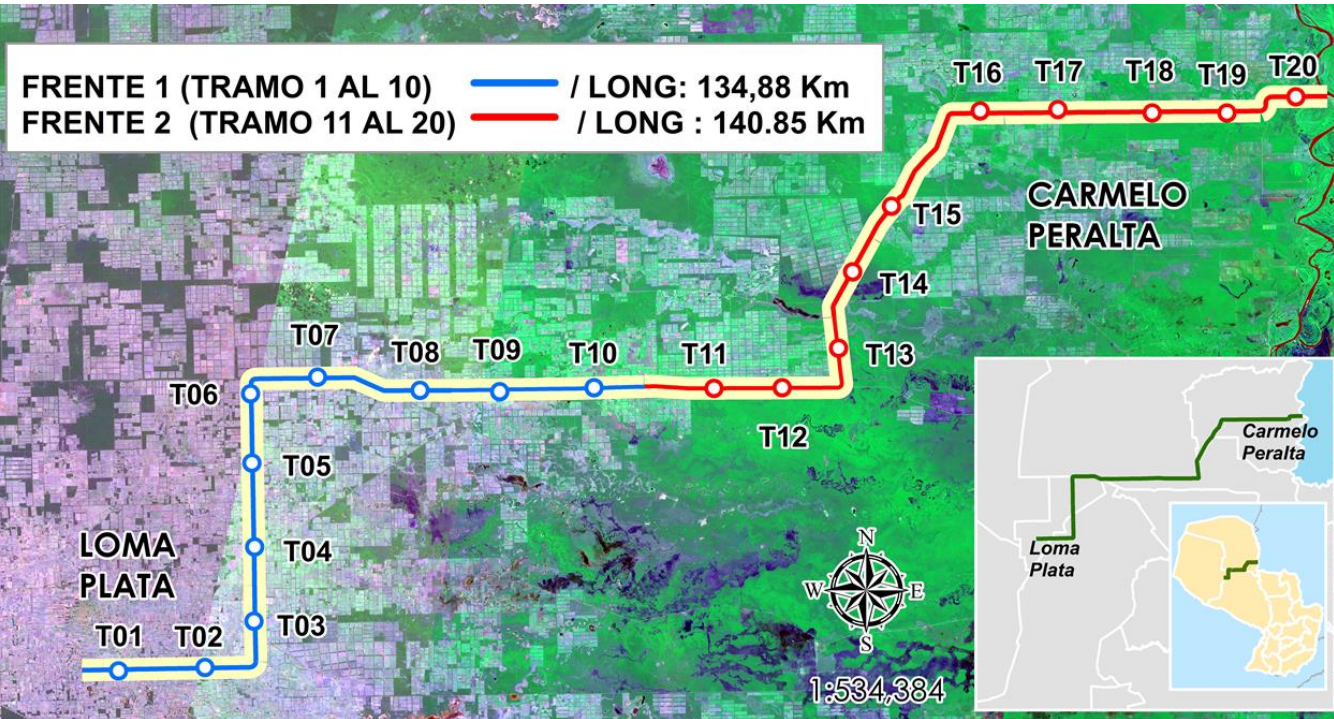 FRENTE 1 (TRAMO 1 AL 10) / LONG: 134,88 Km
FRENTE 2 (TRAMO 11 AL 20) / LONG : 140.85 Km
T16
T17
T18
T19
T20
CARMELO
PERALTA
T15
T14
T13
T07
T08
T09
T10
T11
T06
T12
T05
LOMA
PLATA
T04
T03
T01
T02
N
W
E
S
1:534,384
Carmelo
Peralta
Loma
Plata